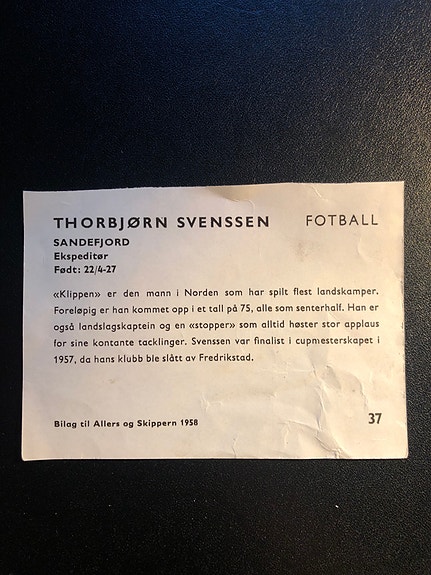 THORBJØRN SVENSSEN FOTBALL
SANDEFJORD
Ekspeditør
Født: 22/4-27
«Klippen» er den mann i Norden som har spilt flest landskamper.
Foreløpig er han kommet opp i et tall på 75, alle som senterhalf. Han er
også landslagskaptein og en «stopper» som alltid høster stor applaus
for sine kontante tacklinger. Svenssen var finalist i cupmesterskapet i
1957, da hans klubb ble slått av Fredrikstad.
Bilag til Allers og Skippern 1958 37